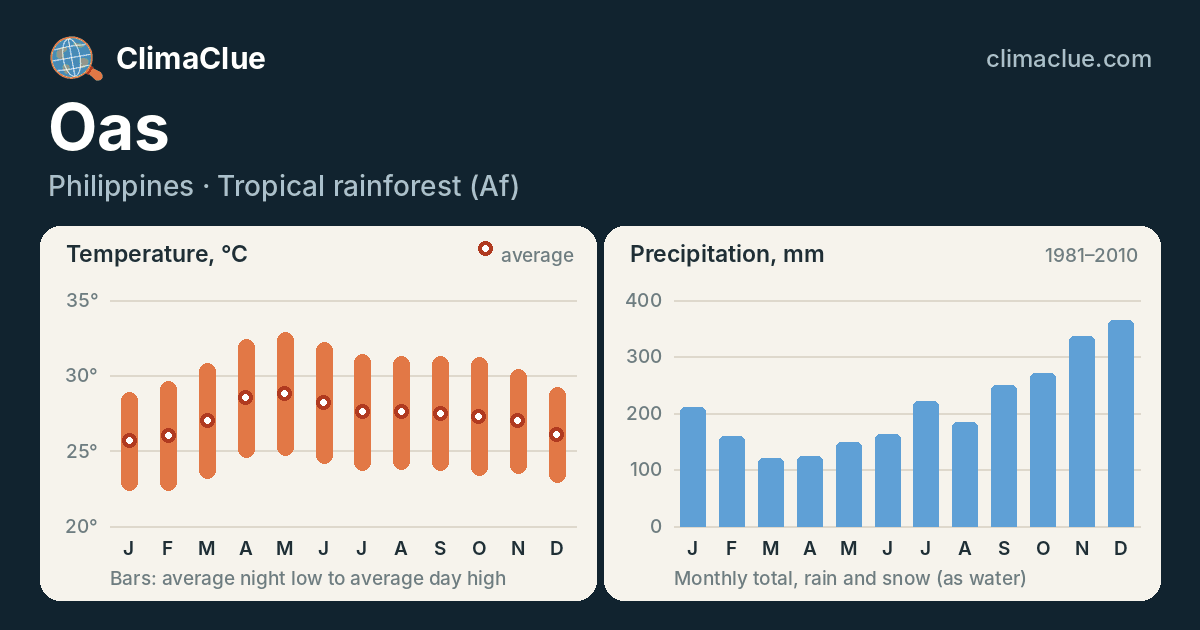 ClimaClue
climaclue.com
Oas
Philippines · Tropical rainforest (Af)
Temperature, °C
average
35°
30°
25°
20°
J F M A M J J A S O N D
Bars: average night low to average day high
Precipitation, mm
1981–2010
400
300
200
100
0
J F M A M J J A S O N D
Monthly total, rain and snow (as water)